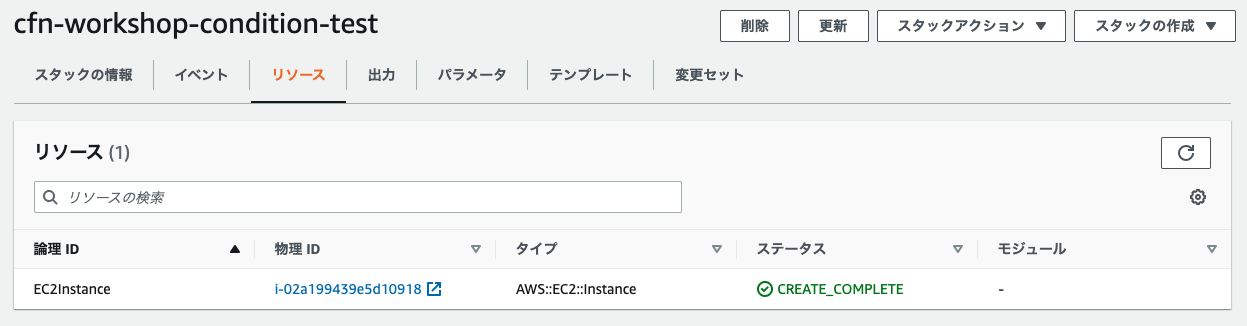 cfn-workshop-condition-test
削除 更新 スタックアクション ▼ スタックの作成 ▼
スタックの情報 イベント リソース 出力 パラメータ テンプレート 変更セット
リソース (1)
リソースの検索
論理 ID 物理 ID タイプ ステータス モジュール
EC2Instance i-02a199439e5d10918 AWS::EC2::Instance CREATE_COMPLETE -